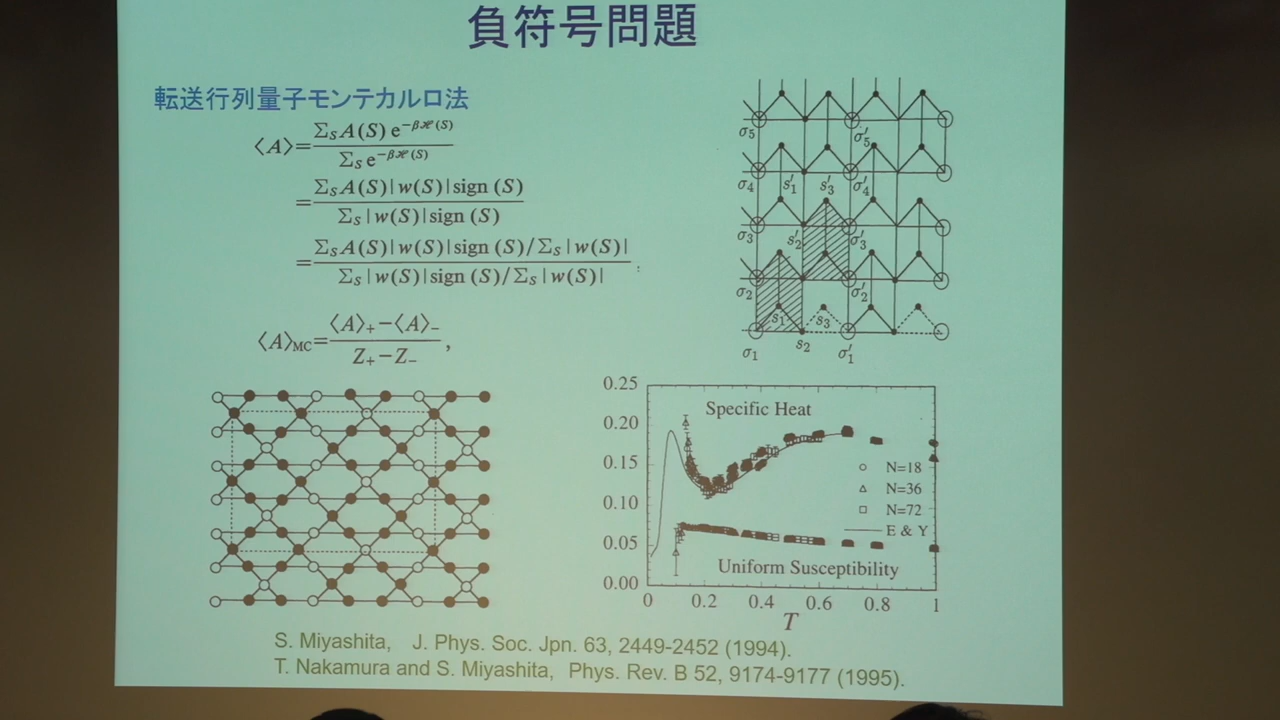 負符号問題
転送行列量子モンテカルロ法
⟨A⟩=Σ_S A(S) e^{-βℋ(S)} / Σ_S e^{-βℋ(S)}
=Σ_S A(S)|w(S)|sign (S) / Σ_S|w(S)|sign (S)
=Σ_S A(S)|w(S)|sign (S)/Σ_S|w(S)| / Σ_S|w(S)|sign (S)/Σ_S|w(S)| .
⟨A⟩_MC=⟨A⟩₊−⟨A⟩₋ / Z₊−Z₋ ,
σ₅ σ′₅
σ₄ s′₁ s′₃ σ′₄
σ₃ s′₂ σ′₃
σ₂ σ′₂
s₁ s₃
σ₁ s₂ σ′₁
0.25
0.20
0.15
0.10
0.05
0.00
Specific Heat
N=18
N=36
N=72
E & Y
Uniform Susceptibility
0 0.2 0.4 0.6 0.8 1
T
S. Miyashita, J. Phys. Soc. Jpn. 63, 2449-2452 (1994).
T. Nakamura and S. Miyashita, Phys. Rev. B 52, 9174-9177 (1995).